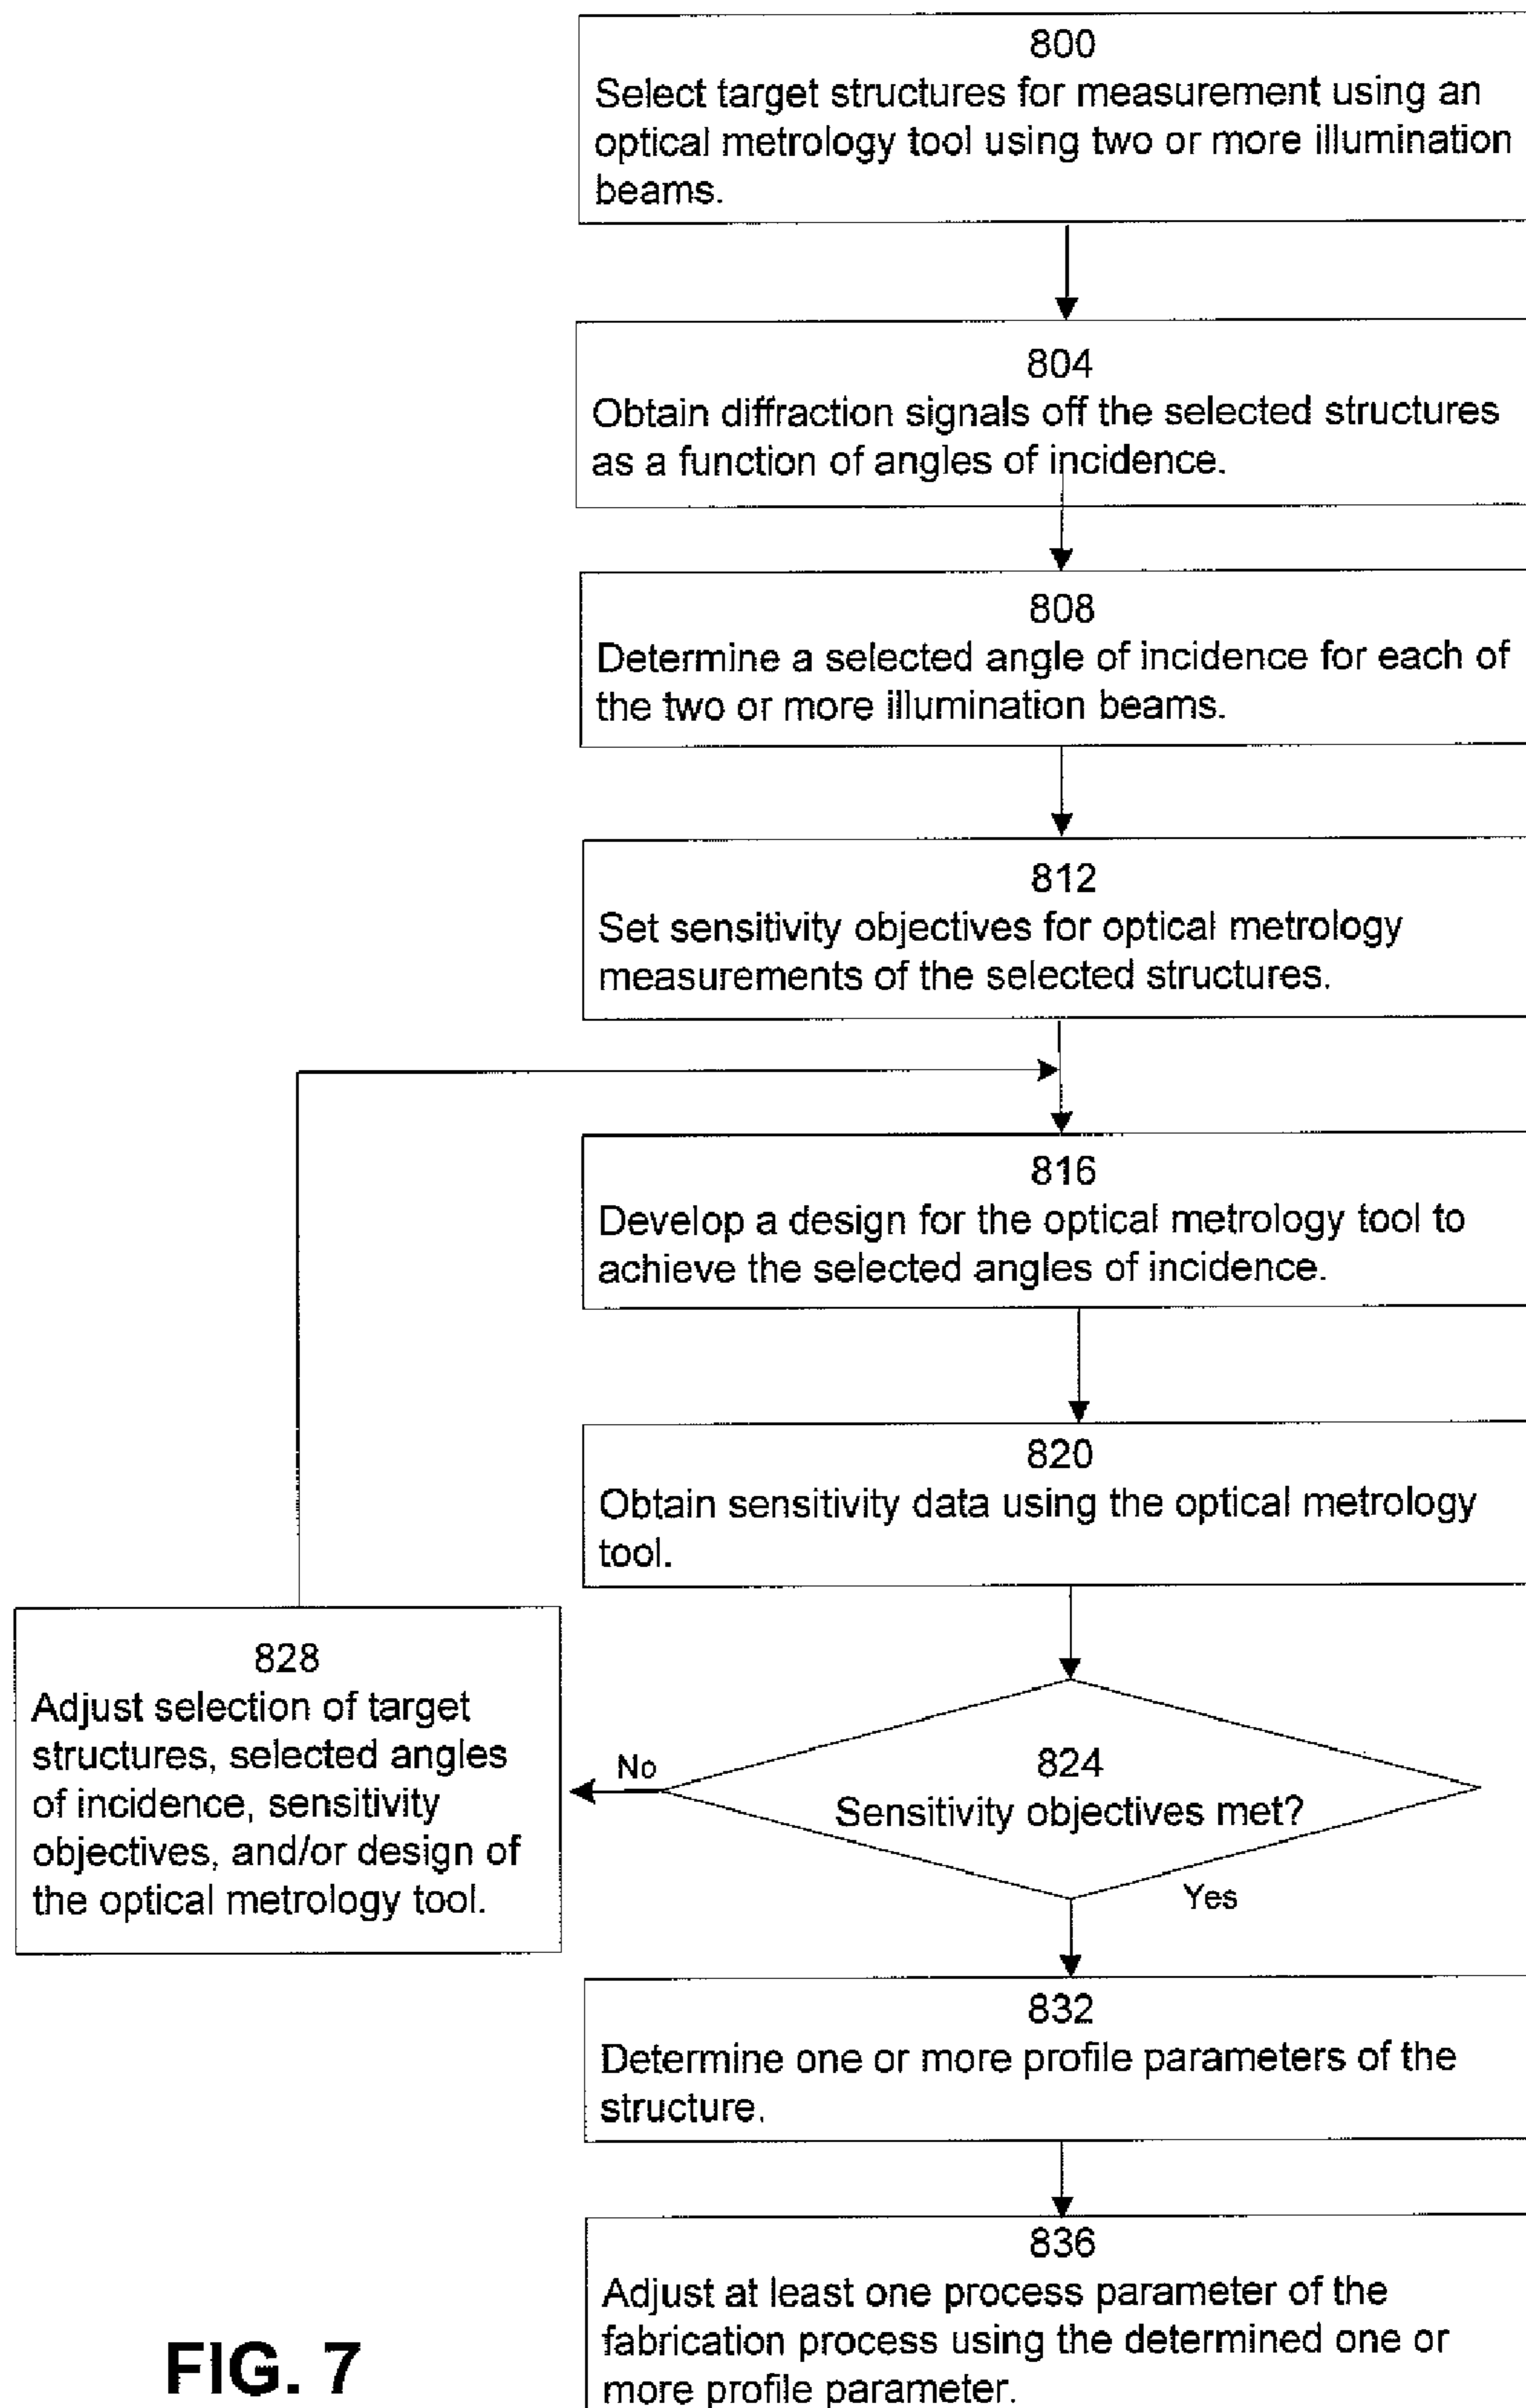 800
Select target structures for measurement using an
optical metrology tool using two or more illumination
beams.
804
Obtain diffraction signals off the selected structures
as a function of angles of incidence.
808
Determine a selected angle of incidence for each of
the two or more illumination beams.
812
Set sensitivity objectives for optical metrology
measurements of the selected structures.
816
Develop a design for the optical metrology tool to
achieve the selected angles of incidence.
820
Obtain sensitivity data using the optical metrology
tool.
828
Adjust selection of target
structures, selected angles
of incidence, sensitivity
objectives, and/or design of
the optical metrology tool.
No
824
Sensitivity objectives met?
Yes
832
Determine one or more profile parameters of the
structure.
836
Adjust at least one process parameter of the
fabrication process using the determined one or
more profile parameter.
FIG. 7